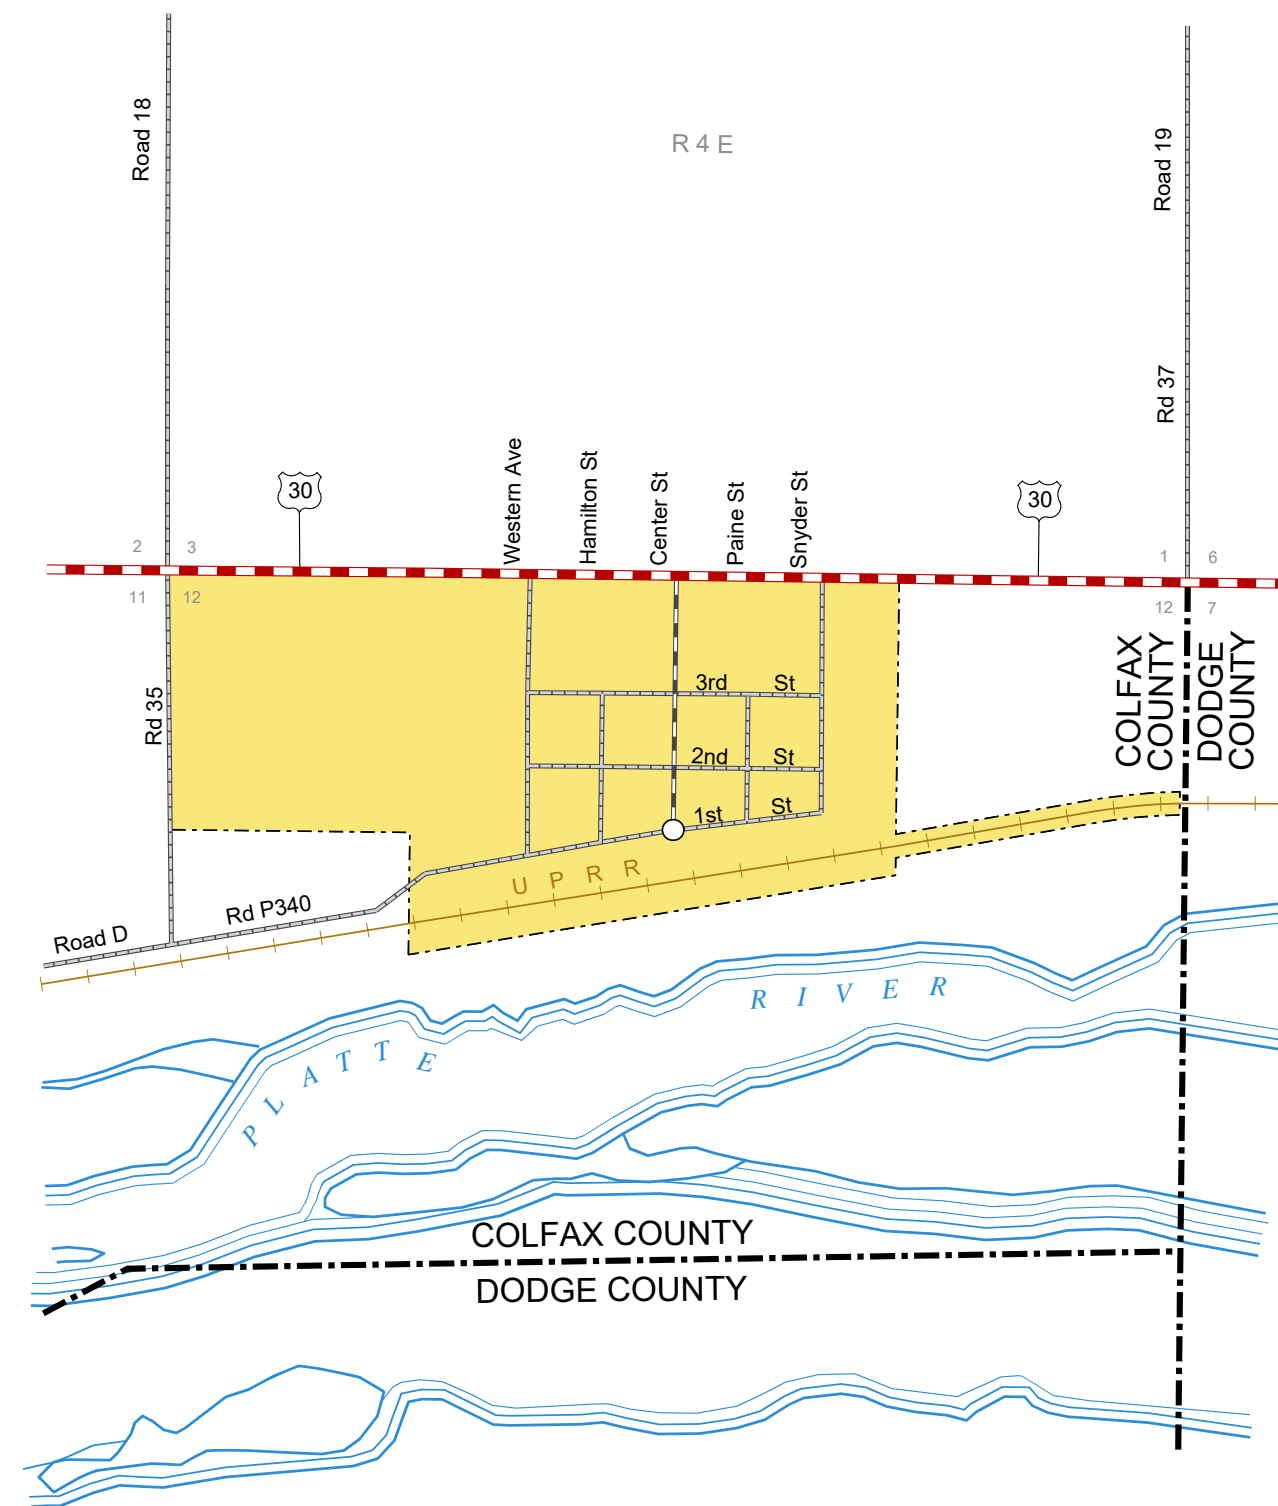 Road 18
R 4 E
Road 19
Rd 37
Western Ave
Hamilton St
Center St
Paine St
Snyder St
30
30
2 3
11 12
1 6
12 7
COLFAX
COUNTY
DODGE
COUNTY
Rd 35
3rd St
2nd St
1st St
U P R R
Rd P340
Road D
PLATTE RIVER
COLFAX COUNTY
DODGE COUNTY